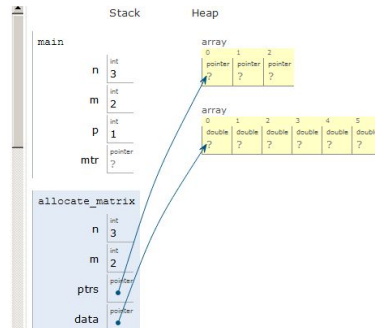 Stack Heap
main
array
0 1 2
pointer pointer pointer
? ? ?
n int 3
m int 2
p int 1
mtr pointer ?
array
0 1 2 3 4 5
double double double double double double
? ? ? ? ? ?
allocate_matrix
n int 3
m int 2
ptrs pointer
data pointer